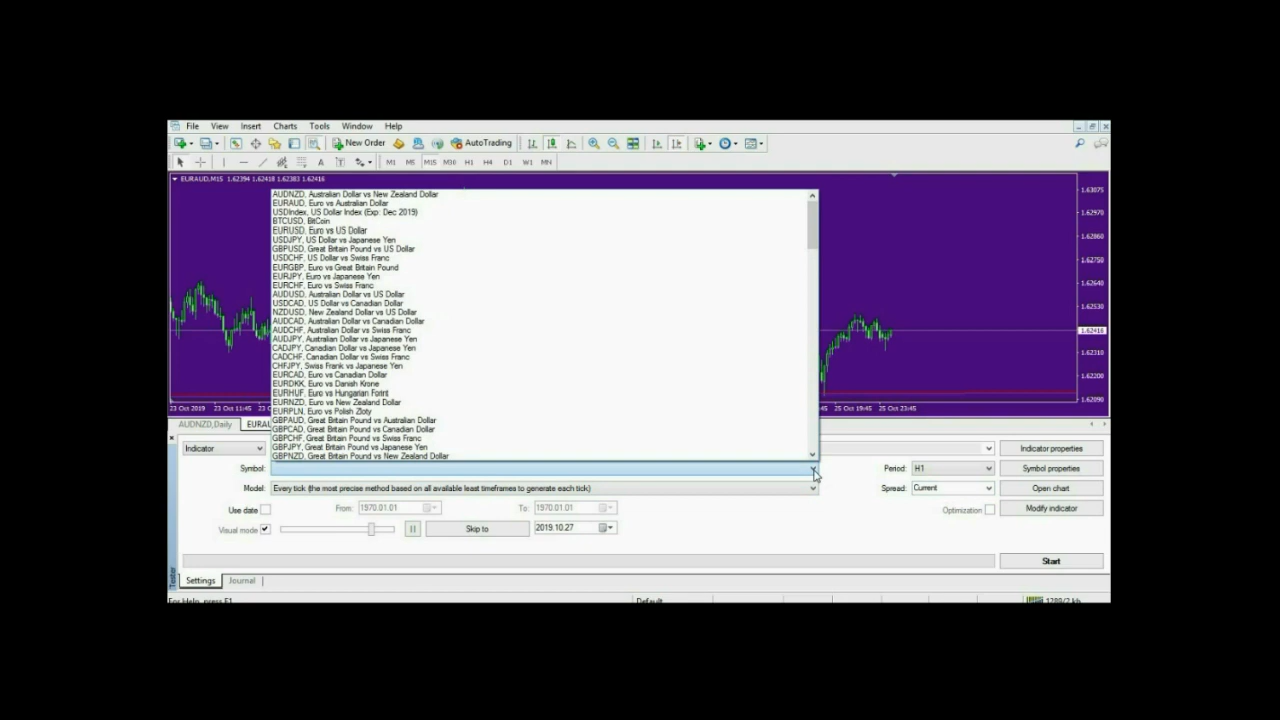 File View Insert Charts Tools Window Help
New Order AutoTrading
A T M1 M5 M15 M30 H1 H4 D1 W1 MN
EURAUD,M15 1.62394 1.62418 1.62383 1.62416
AUDNZD, Australian Dollar vs New Zealand Dollar
EURAUD, Euro vs Australian Dollar
USDIndex, US Dollar Index (Exp: Dec 2019)
BTCUSD, BitCoin
EURUSD, Euro vs US Dollar
USDJPY, US Dollar vs Japanese Yen
GBPUSD, Great Britain Pound vs US Dollar
USDCHF, US Dollar vs Swiss Franc
EURGBP, Euro vs Great Britain Pound
EURJPY, Euro vs Japanese Yen
EURCHF, Euro vs Swiss Franc
AUDUSD, Australian Dollar vs US Dollar
USDCAD, US Dollar vs Canadian Dollar
NZDUSD, New Zealand Dollar vs US Dollar
AUDCAD, Australian Dollar vs Canadian Dollar
AUDCHF, Australian Dollar vs Swiss Franc
AUDJPY, Australian Dollar vs Japanese Yen
CADJPY, Canadian Dollar vs Japanese Yen
CADCHF, Canadian Dollar vs Swiss Franc
CHFJPY, Swiss Frank vs Japanese Yen
EURCAD, Euro vs Canadian Dollar
EURDKK, Euro vs Danish Krone
EURHUF, Euro vs Hungarian Forint
EURNZD, Euro vs New Zealand Dollar
EURPLN, Euro vs Polish Zloty
GBPAUD, Great Britain Pound vs Australian Dollar
GBPCAD, Great Britain Pound vs Canadian Dollar
GBPCHF, Great Britain Pound vs Swiss Franc
GBPJPY, Great Britain Pound vs Japanese Yen
GBPNZD, Great Britain Pound vs New Zealand Dollar
1.63075
1.62970
1.62860
1.62750
1.62640
1.62530
1.62416
1.62310
1.62200
1.62090
23 Oct 2019 23 Oct 11:45 23 O :45 25 Oct 19:45 25 Oct 23:45
AUDNZD,Daily EURAU
Indicator Indicator properties
Symbol: Period: H1 Symbol properties
Model: Every tick (the most precise method based on all available least timeframes to generate each tick) Spread: Current Open chart
Use date From: 1970.01.01 To: 1970.01.01 Optimization Modify indicator
Visual mode Skip to 2019.10.27
Start
Tester Settings Journal
For Help, press F1 Default 1289/2 kb